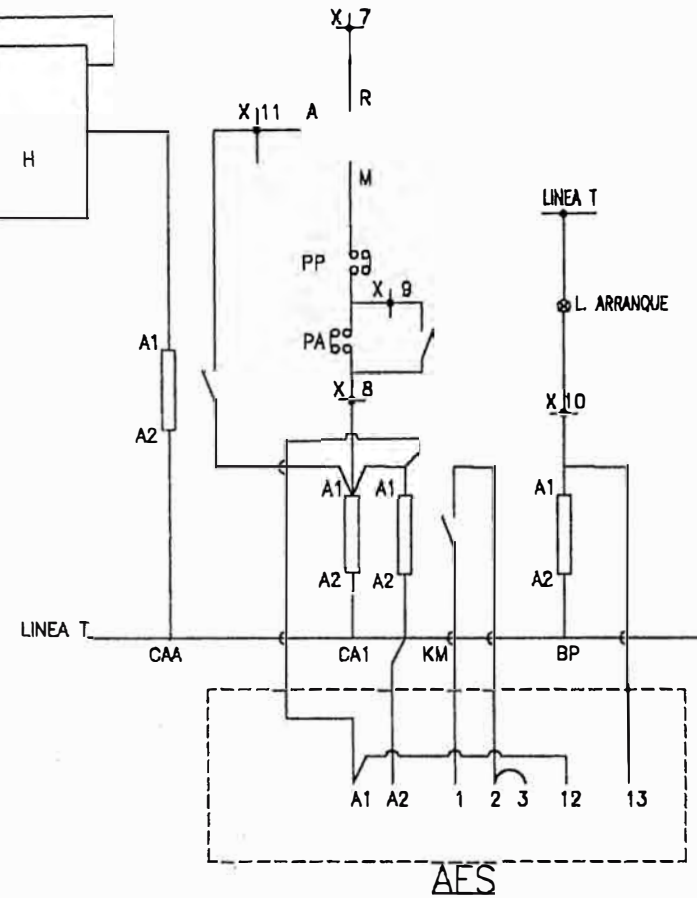 X 7
R
X 11 A
H
M
LINEA T
PP
X 9
L. ARRANQUE
PA
A1
X 8
X 10
A2
A1 A1 A1
A2 A2 A2
LINEA T
CAA CA1 KM BP
A1 A2 1 2 3 12 13
AES